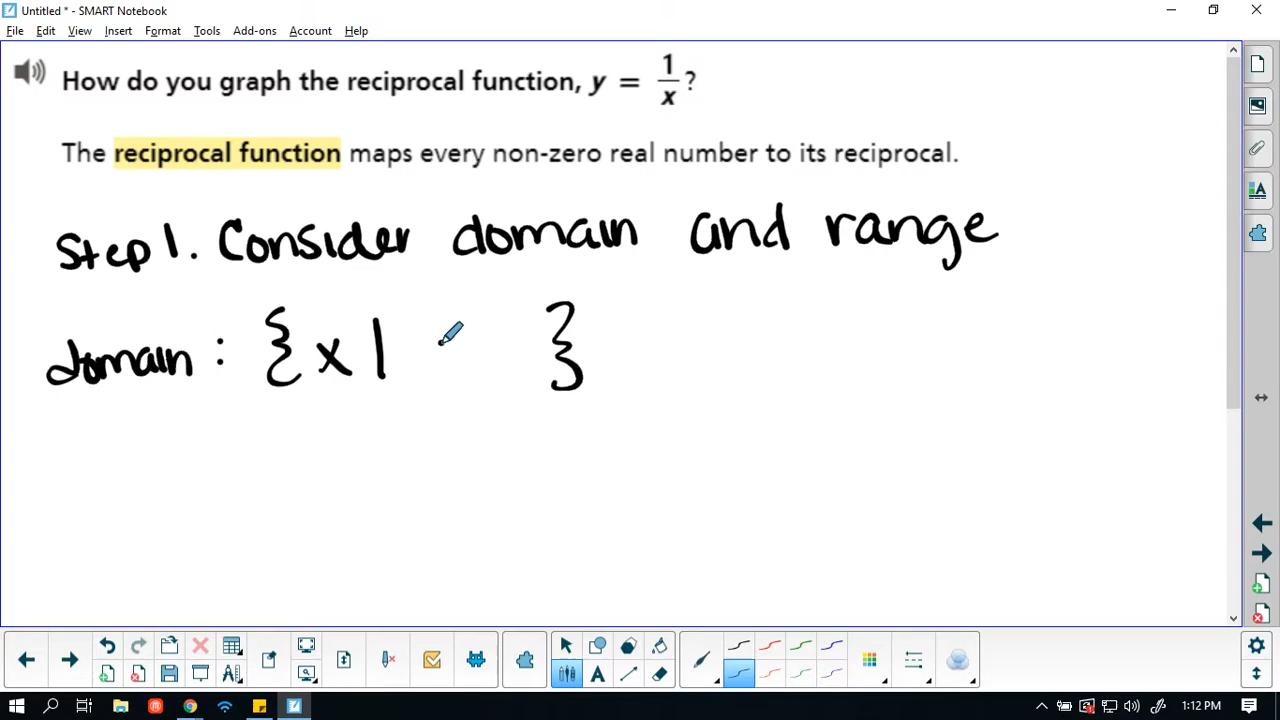 Untitled * - SMART Notebook
File Edit View Insert Format Tools Add-ons Account Help
How do you graph the reciprocal function, y = 1/x?
The reciprocal function maps every non-zero real number to its reciprocal.
Step 1. Consider domain and range
domain : { x | }
1:12 PM